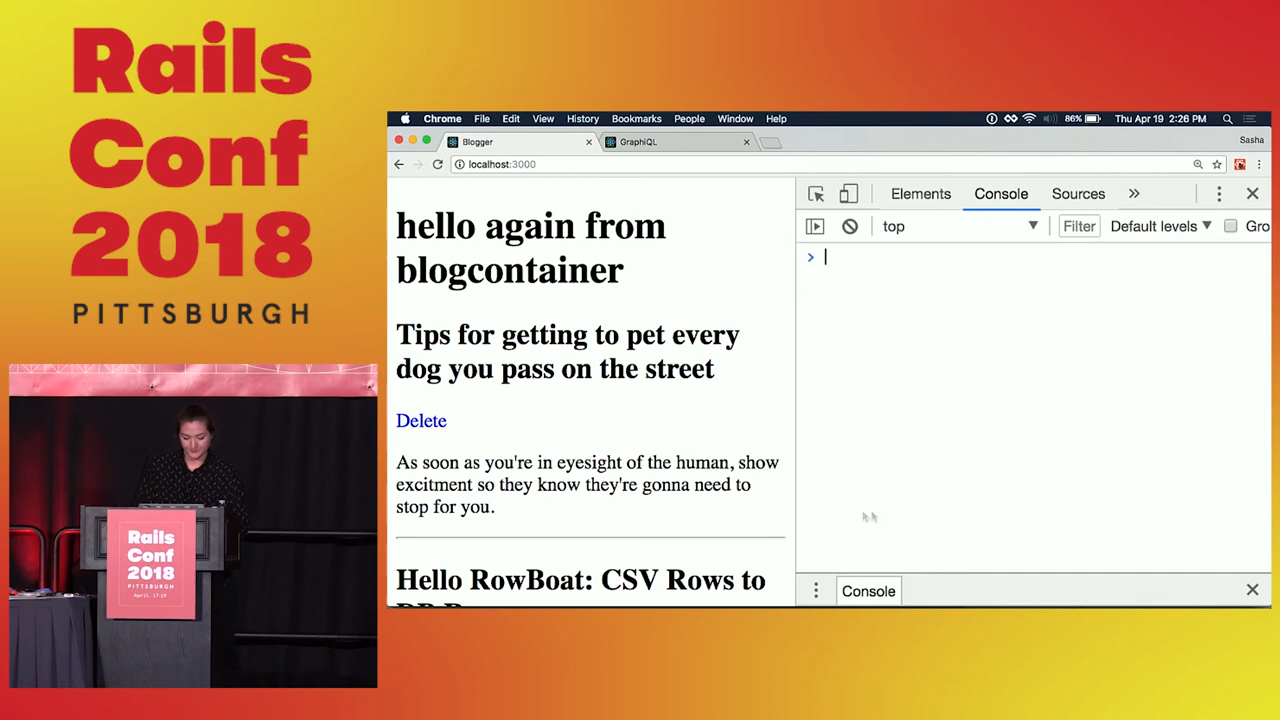 Rails
Conf
2018
PITTSBURGH
Chrome File Edit View History Bookmarks People Window Help 86% Thu Apr 19 2:26 PM
Blogger GraphiQL Sasha
localhost:3000
hello again from
blogcontainer
Tips for getting to pet every
dog you pass on the street
Delete
As soon as you're in eyesight of the human, show
excitment so they know they're gonna need to
stop for you.
Hello RowBoat: CSV Rows to
Elements Console Sources »
top Filter Default levels Gro
>
Console
Rails
Conf
2018
PITTSBURGH
April, 17-19